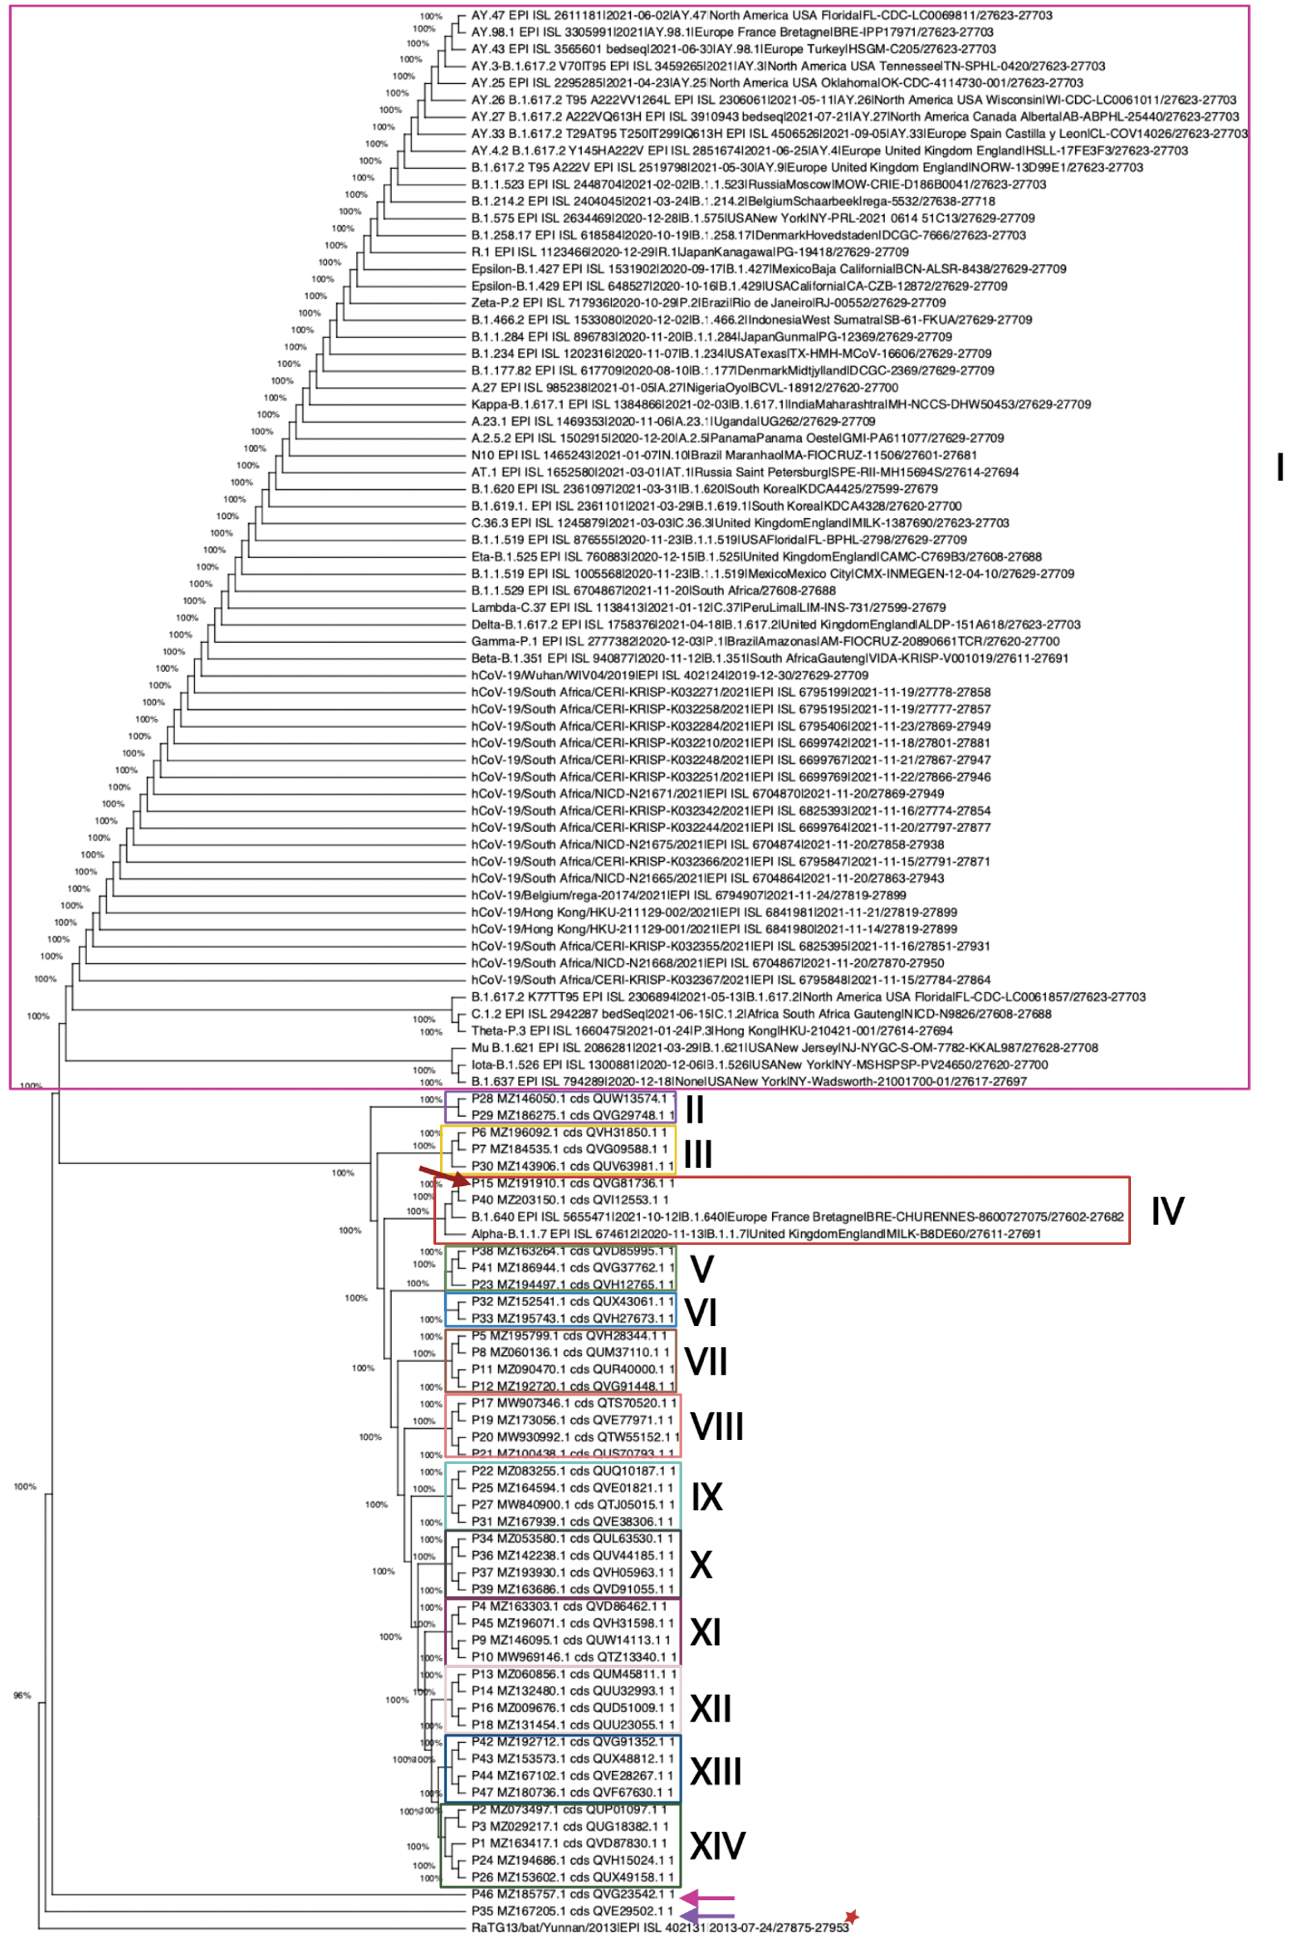 AY.47 EPI ISL 2611181|2021-06-02|AY.47|North America USA Florida|FL-CDC-LC0069811/27623-27703
AY.98.1 EPI ISL 3305991|2021|AY.98.1|Europe France Bretagne|BRE-IPP17971/27623-27703
AY.43 EPI ISL 3565601 bedseq|2021-06-30|AY.98.1|Europe Turkey|HSGM-C205/27623-27703
AY.3-B.1.617.2 V70IT95 EPI ISL 3459265|2021|AY.3|North America USA Tennessee|TN-SPHL-0420/27623-27703
AY.25 EPI ISL 2295285|2021-04-23|AY.25|North America USA Oklahoma|OK-CDC-4114730-001/27623-27703
AY.26 B.1.617.2 T95 A222VV1264L EPI ISL 2306061|2021-05-11|AY.26|North America USA Wisconsin|WI-CDC-LC0061011/27623-27703
AY.27 B.1.617.2 A222VQ613H EPI ISL 3910943 bedseq|2021-07-21|AY.27|North America Canada Alberta|AB-ABPHL-25440/27623-27703
AY.33 B.1.617.2 T29AT95 T250IT299IQ613H EPI ISL 4506526|2021-09-05|AY.33|Europe Spain Castilla y Leon|CL-COV14026/27623-27703
AY.4.2 B.1.617.2 Y145HA222V EPI ISL 2851674|2021-06-25|AY.4|Europe United Kingdom England|HSLL-17FE3F3/27623-27703
B.1.617.2 T95 A222V EPI ISL 2519798|2021-05-30|AY.9|Europe United Kingdom England|NORW-13D99E1/27623-27703
B.1.1.523 EPI ISL 2448704|2021-02-02|B.1.1.523|RussiaMoscow|MOW-CRIE-D186B0041/27623-27703
B.1.214.2 EPI ISL 2404045|2021-03-24|B.1.214.2|BelgiumSchaarbeek|rega-5532/27638-27718
B.1.575 EPI ISL 2634469|2020-12-28|B.1.575|USANew York|NY-PRL-2021 0614 51C13/27629-27709
B.1.258.17 EPI ISL 618584|2020-10-19|B.1.258.17|DenmarkHovedstaden|DCGC-7666/27623-27703
R.1 EPI ISL 1123466|2020-12-29|R.1|JapanKanagawa|PG-19418/27629-27709
Epsilon-B.1.427 EPI ISL 1531902|2020-09-17|B.1.427|MexicoBaja California|BCN-ALSR-8438/27629-27709
Epsilon-B.1.429 EPI ISL 648527|2020-10-16|B.1.429|USACalifornia|CA-CZB-12872/27629-27709
Zeta-P.2 EPI ISL 717936|2020-10-29|P.2|BrazilRio de Janeiro|RJ-00552/27629-27709
B.1.466.2 EPI ISL 1533080|2020-12-02|B.1.466.2|IndonesiaWest Sumatra|SB-61-FKUA/27629-27709
B.1.1.284 EPI ISL 896783|2020-11-20|B.1.1.284|JapanGunma|PG-12369/27629-27709
B.1.234 EPI ISL 1202316|2020-11-07|B.1.234|USATexas|TX-HMH-MCoV-16606/27629-27709
B.1.177.82 EPI ISL 617709|2020-08-10|B.1.177|DenmarkMidtjylland|DCGC-2369/27629-27709
A.27 EPI ISL 985238|2021-01-05|A.27|NigeriaOyo|BCVL-18912/27620-27700
Kappa-B.1.617.1 EPI ISL 1384866|2021-02-03|B.1.617.1|IndiaMaharashtra|MH-NCCS-DHW50453/27629-27709
A.23.1 EPI ISL 1469353|2020-11-06|A.23.1|Uganda|UG262/27629-27709
A.2.5.2 EPI ISL 1502915|2020-12-20|A.2.5|PanamaPanama Oeste|GMI-PA611077/27629-27709
N10 EPI ISL 1465243|2021-01-07|N.10|Brazil Maranhao|MA-FIOCRUZ-11506/27601-27681
AT.1 EPI ISL 1652580|2021-03-01|AT.1|Russia Saint Petersburg|SPE-RII-MH15694S/27614-27694
B.1.620 EPI ISL 2361097|2021-03-31|B.1.620|South Korea|KDCA4425/27599-27679
B.1.619.1. EPI ISL 2361101|2021-03-29|B.1.619.1|South Korea|KDCA4328/27620-27700
C.36.3 EPI ISL 1245879|2021-03-03|C.36.3|United KingdomEngland|MILK-1387690/27623-27703
B.1.1.519 EPI ISL 876555|2021-11-23|B.1.1.519|USAFlorida|FL-BPHL-2798/27629-27709
Eta-B.1.525 EPI ISL 760883|2020-12-15|B.1.525|United KingdomEngland|CAMC-C769B3/27608-27688
B.1.1.519 EPI ISL 1005568|2020-11-23|B.1.1.519|MexicoMexico City|CMX-INMEGEN-12-04-10/27629-27709
B.1.1.529 EPI ISL 6704867|2021-11-20|South Africa/27608-27688
Lambda-C.37 EPI ISL 1138413|2021-01-12|C.37|PeruLima|LIM-INS-731/27599-27679
Delta-B.1.617.2 EPI ISL 1758376|2021-04-18|B.1.617.2|United KingdomEngland|ALDP-151A618/27623-27703
Gamma-P.1 EPI ISL 2777382|2020-12-03|P.1|BrazilAmazonas|AM-FIOCRUZ-20890661TCR/27620-27700
Beta-B.1.351 EPI ISL 940877|2020-11-12|B.1.351|South AfricaGauteng|VIDA-KRISP-V001019/27611-27691
hCoV-19/Wuhan/WIV04/2019|EPI ISL 402124|2019-12-30/27629-27709
hCoV-19/South Africa/CERI-KRISP-K032271/2021|EPI ISL 6795199|2021-11-19/27778-27858
hCoV-19/South Africa/CERI-KRISP-K032258/2021|EPI ISL 6795195|2021-11-19/27777-27857
hCoV-19/South Africa/CERI-KRISP-K032284/2021|EPI ISL 6795406|2021-11-23/27869-27949
hCoV-19/South Africa/CERI-KRISP-K032210/2021|EPI ISL 6699742|2021-11-18/27801-27881
hCoV-19/South Africa/CERI-KRISP-K032248/2021|EPI ISL 6699767|2021-11-21/27867-27947
hCoV-19/South Africa/CERI-KRISP-K032251/2021|EPI ISL 6699769|2021-11-22/27866-27946
hCoV-19/South Africa/NICD-N21671/2021|EPI ISL 6704870|2021-11-20/27869-27949
hCoV-19/South Africa/CERI-KRISP-K032342/2021|EPI ISL 6825393|2021-11-16/27774-27854
hCoV-19/South Africa/CERI-KRISP-K032244/2021|EPI ISL 6699764|2021-11-20/27797-27877
hCoV-19/South Africa/NICD-N21675/2021|EPI ISL 6704874|2021-11-20/27858-27938
hCoV-19/South Africa/CERI-KRISP-K032366/2021|EPI ISL 6795847|2021-11-15/27791-27871
hCoV-19/South Africa/NICD-N21665/2021|EPI ISL 6704864|2021-11-20/27863-27943
hCoV-19/Belgium/rega-20174/2021|EPI ISL 6794907|2021-11-24/27819-27899
hCoV-19/Hong Kong/HKU-211129-002/2021|EPI ISL 6841981|2021-11-21/27819-27899
hCoV-19/Hong Kong/HKU-211129-001/2021|EPI ISL 6841980|2021-11-14/27819-27899
hCoV-19/South Africa/CERI-KRISP-K032355/2021|EPI ISL 6825395|2021-11-16/27851-27931
hCoV-19/South Africa/NICD-N21668/2021|EPI ISL 6704867|2021-11-20/27870-27950
hCoV-19/South Africa/CERI-KRISP-K032367/2021|EPI ISL 6795848|2021-11-15/27784-27864
B.1.617.2 K77TT95 EPI ISL 2306894|2021-05-13|B.1.617.2|North America USA Florida|FL-CDC-LC0061857/27623-27703
C.1.2 EPI ISL 2942287 bedSeq|2021-06-15|C.1.2|Africa South Africa Gauteng|NICD-N9826/27608-27688
Theta-P.3 EPI ISL 1660475|2021-01-24|P.3|Hong Kong|HKU-210421-001/27614-27694
Mu B.1.621 EPI ISL 2086281|2021-03-29|B.1.621|USANew Jersey|NJ-NYGC-S-OM-7782-KKAL987/27628-27708
Iota-B.1.526 EPI ISL 1300881|2020-12-06|B.1.526|USANew York|NY-MSHSPSP-PV24650/27620-27700
B.1.637 EPI ISL 794289|2020-12-18|None|USANew York|NY-Wadsworth-21001700-01/27617-27697
I
P28 MZ146050.1 cds QUW13574.1 1
P29 MZ186275.1 cds QVG29748.1 1
II
P6 MZ196092.1 cds QVH31850.1 1
P7 MZ184535.1 cds QVG09588.1 1
P30 MZ143906.1 cds QUV63981.1 1
III
P15 MZ191910.1 cds QVG81736.1 1
P40 MZ203150.1 cds QVI12553.1 1
B.1.640 EPI ISL 5655471|2021-10-12|B.1.640|Europe France Bretagne|BRE-CHURENNES-8600727075/27602-27682
Alpha-B.1.1.7 EPI ISL 674612|2020-11-13|B.1.1.7|United KingdomEngland|MILK-B8DE60/27611-27691
IV
P38 MZ163264.1 cds QVD85995.1 1
P41 MZ186944.1 cds QVG37762.1 1
P23 MZ194497.1 cds QVH12765.1 1
V
P32 MZ152541.1 cds QUX43061.1 1
P33 MZ195743.1 cds QVH27673.1 1
VI
P5 MZ195799.1 cds QVH28344.1 1
P8 MZ060136.1 cds QUM37110.1 1
P11 MZ090470.1 cds QUR40000.1 1
P12 MZ192720.1 cds QVG91448.1 1
VII
P17 MW907346.1 cds QTS70520.1 1
P19 MZ173056.1 cds QVE77971.1 1
P20 MW930992.1 cds QTW55152.1 1
P21 MZ100438.1 cds QUS70793.1 1
VIII
P22 MZ083255.1 cds QUQ10187.1 1
P25 MZ164594.1 cds QVE01821.1 1
P27 MW840900.1 cds QTJ05015.1 1
P31 MZ167939.1 cds QVE38306.1 1
IX
P34 MZ053580.1 cds QUL63530.1 1
P36 MZ142238.1 cds QUV44185.1 1
P37 MZ193930.1 cds QVH05963.1 1
P39 MZ163686.1 cds QVD91055.1 1
X
P4 MZ163303.1 cds QVD86462.1 1
P45 MZ196071.1 cds QVH31598.1 1
P9 MZ146095.1 cds QUW14113.1 1
P10 MW969146.1 cds QTZ13340.1 1
XI
P13 MZ060856.1 cds QUM45811.1 1
P14 MZ132480.1 cds QUU32993.1 1
P16 MZ009676.1 cds QUD51009.1 1
P18 MZ131454.1 cds QUU23055.1 1
XII
P42 MZ192712.1 cds QVG91352.1 1
P43 MZ153573.1 cds QUX48812.1 1
P44 MZ167102.1 cds QVE28267.1 1
P47 MZ180736.1 cds QVF67630.1 1
XIII
P2 MZ073497.1 cds QUP01097.1 1
P3 MZ029217.1 cds QUG18382.1 1
P1 MZ163417.1 cds QVD87830.1 1
P24 MZ194686.1 cds QVH15024.1 1
P26 MZ153602.1 cds QUX49158.1 1
XIV
P46 MZ185757.1 cds QVG23542.1 1
P35 MZ167205.1 cds QVE29502.1 1
RaTG13/bat/Yunnan/2013|EPI ISL 402131|2013-07-24/27875-27953
100%
96%